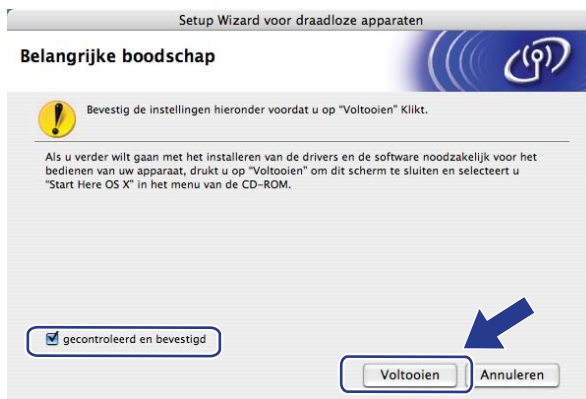 Setup Wizard voor draadloze apparaten
Belangrijke boodschap
Bevestig de instellingen hieronder voordat u op "Voltooien" Klikt.
Als u verder wilt gaan met het installeren van de drivers en de software noodzakelijk voor het
bedienen van uw apparaat, drukt u op "Voltooien" om dit scherm te sluiten en selecteert u
"Start Here OS X" in het menu van de CD-ROM.
gecontroleerd en bevestigd
Voltooien Annuleren